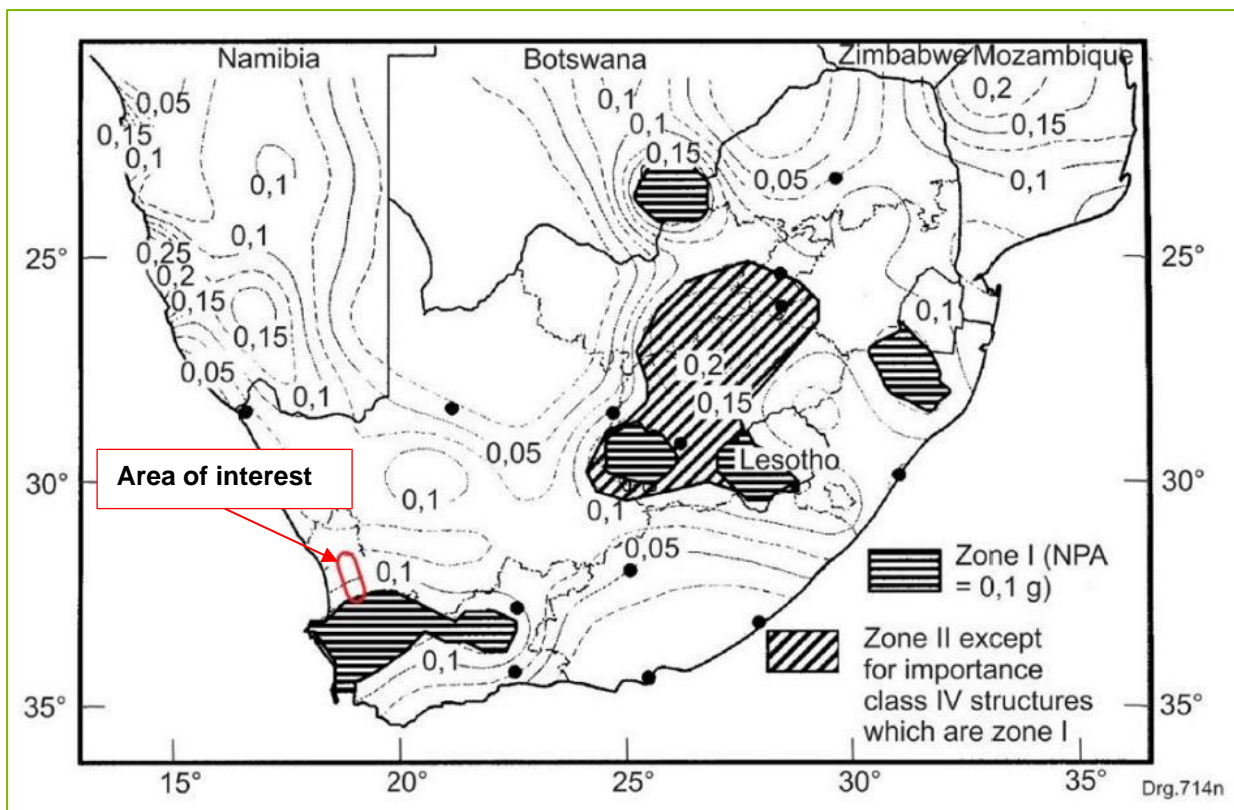 Namibia
Botswana
Zimbabwe
Mozambique
0,05
0,15
0,1
0,1
0,1
0,1
0,15
0,05
0,2
0,15
0,1
0,1
0,25
0,2
0,15
0,15
0,05
0,1
25°
25°
0,1
0,2
0,15
0,05
Lesotho
Area of interest
30°
30°
0,1
0,1
0,05
0,1
0,1
Zone I (NPA
= 0,1 g)
Zone II except
for importance
class IV structures
which are zone I
35°
35°
15°
20°
25°
30°
35°
Drg.714n